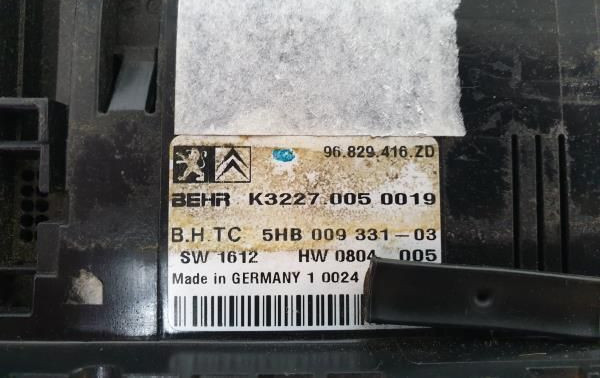 96.829.416.ZD
BEHR K3227.005 0019
B.H.TC 5HB 009 331-03
SW 1612 HW 0804 005
Made in GERMANY 1 0024